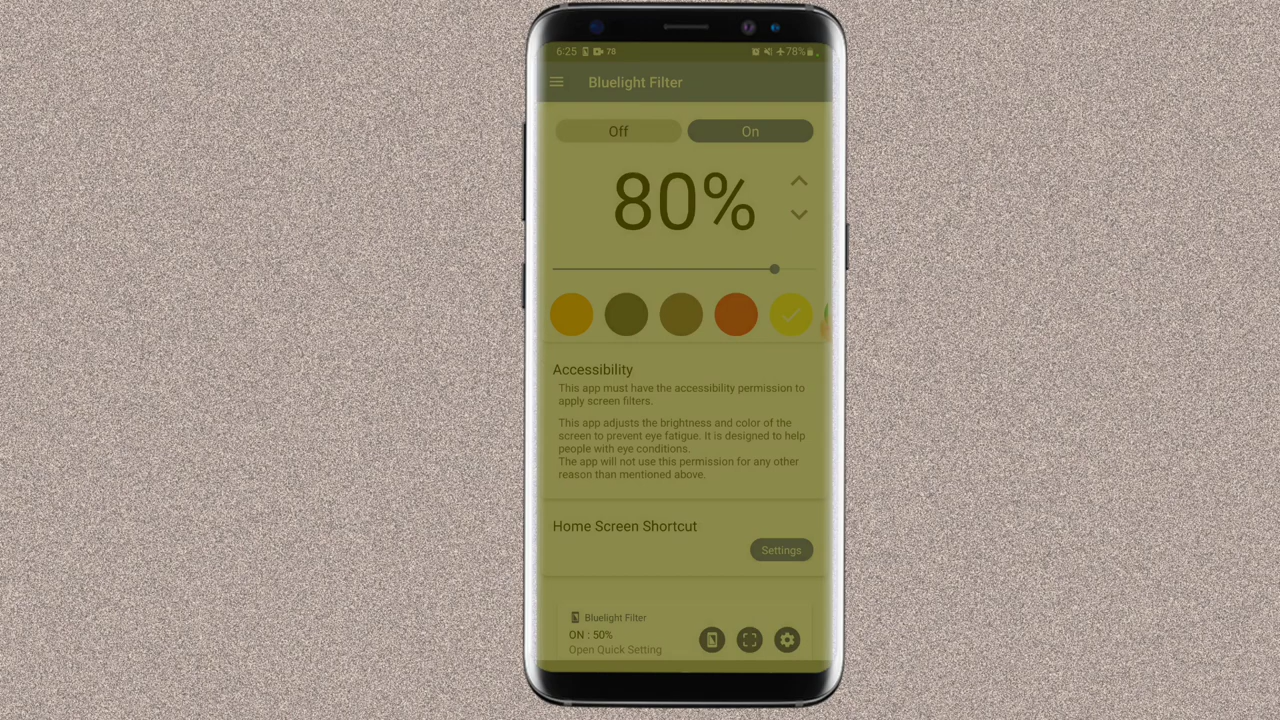 6:25 78 78%
Bluelight Filter
Off On
80%
Accessibility
This app must have the accessibility permission to
apply screen filters.
This app adjusts the brightness and color of the
screen to prevent eye fatigue. It is designed to help
people with eye conditions.
The app will not use this permission for any other
reason than mentioned above.
Home Screen Shortcut
Settings
Bluelight Filter
ON : 50%
Open Quick Setting